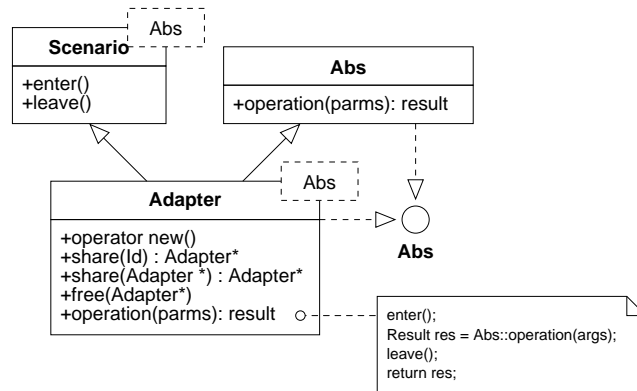 Abs
Scenario
+enter()
+leave()
Abs
+operation(parms): result
Abs
Adapter
+operator new()
+share(Id) : Adapter*
+share(Adapter *) : Adapter*
+free(Adapter*)
+operation(parms): result
Abs
enter();
Result res = Abs::operation(args);
leave();
return res;